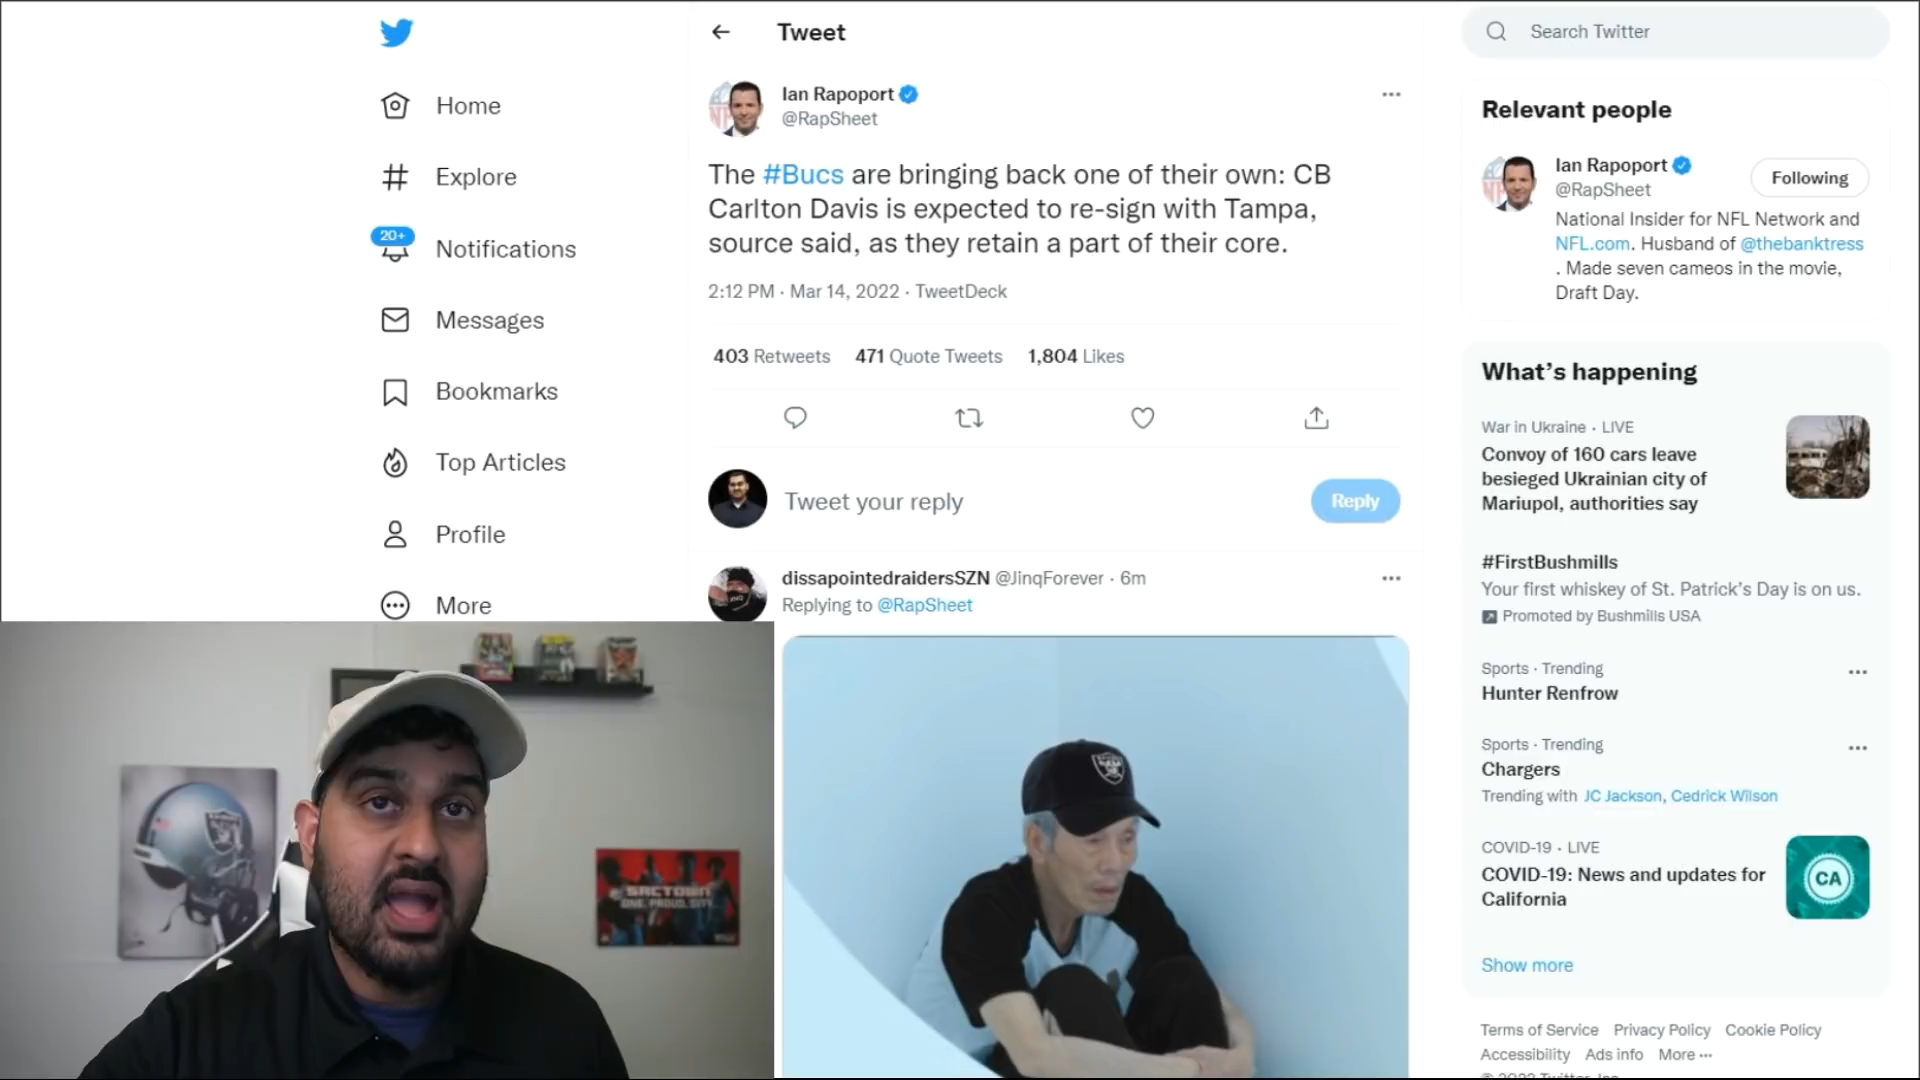 Home
Explore
20+
Notifications
Messages
Bookmarks
Top Articles
Profile
More
Tweet
Ian Rapoport
@RapSheet
The #Bucs are bringing back one of their own: CB
Carlton Davis is expected to re-sign with Tampa,
source said, as they retain a part of their core.
2:12 PM · Mar 14, 2022 · TweetDeck
403 Retweets 471 Quote Tweets 1,804 Likes
Tweet your reply
Reply
dissapointedraidersSZN @JinqForever · 6m
Replying to @RapSheet
SACTOWN
ONE. PROUD. CITY
RAIDERS
Search Twitter
Relevant people
Ian Rapoport
@RapSheet
Following
National Insider for NFL Network and
NFL.com. Husband of @thebanktress
. Made seven cameos in the movie,
Draft Day.
What's happening
War in Ukraine · LIVE
Convoy of 160 cars leave
besieged Ukrainian city of
Mariupol, authorities say
#FirstBushmills
Your first whiskey of St. Patrick's Day is on us.
Promoted by Bushmills USA
Sports · Trending
Hunter Renfrow
Sports · Trending
Chargers
Trending with JC Jackson, Cedrick Wilson
COVID-19 · LIVE
COVID-19: News and updates for
California
CA
Show more
Terms of Service Privacy Policy Cookie Policy
Accessibility Ads info More ···
© 2022 Twitter, Inc.